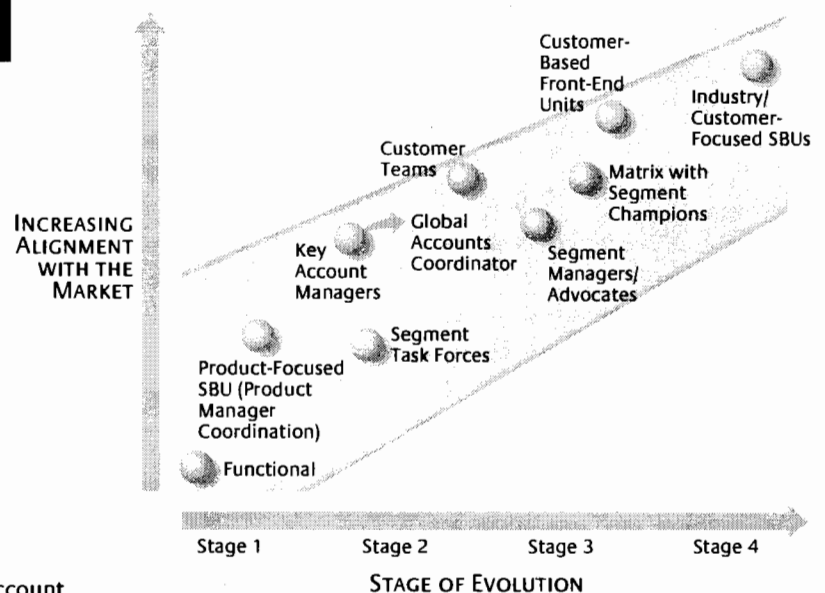 Customer-
Based
Front-End
Units
Industry/
Customer-
Focused SBUs
Customer
Teams
Matrix with
Segment
Champions
INCREASING
ALIGNMENT
WITH THE
MARKET
Key
Account
Managers
Global
Accounts
Coordinator
Segment
Managers/
Advocates
Segment
Task Forces
Product-Focused
SBU (Product
Manager
Coordination)
Functional
Stage 1 Stage 2 Stage 3 Stage 4
STAGE OF EVOLUTION